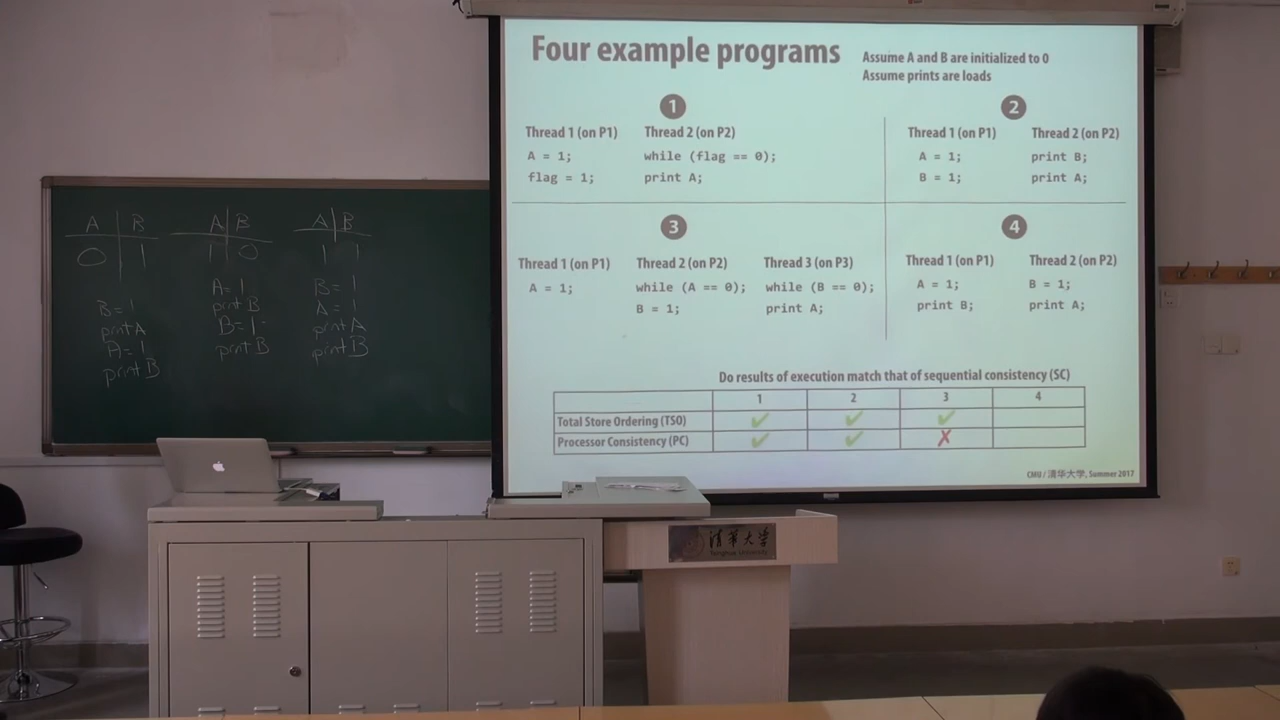 Four example programs
Assume A and B are initialized to 0
Assume prints are loads
1
Thread 1 (on P1) Thread 2 (on P2)
A = 1; while (flag == 0);
flag = 1; print A;
2
Thread 1 (on P1) Thread 2 (on P2)
A = 1; print B;
B = 1; print A;
3
Thread 1 (on P1) Thread 2 (on P2) Thread 3 (on P3)
A = 1; while (A == 0); while (B == 0);
B = 1; print A;
4
Thread 1 (on P1) Thread 2 (on P2)
A = 1; B = 1;
print B; print A;
Do results of execution match that of sequential consistency (SC)
1 2 3 4
Total Store Ordering (TSO) ✔ ✔ ✔
Processor Consistency (PC) ✔ ✔ ✗
CMU / 清华大学, Summer 2017
A B
0 1
B = 1
print A
A = 1
print B
A B
1 0
A = 1
print B
B = 1
print B
A B
1 1
B = 1
A = 1
print A
print B
清华大学
Tsinghua University